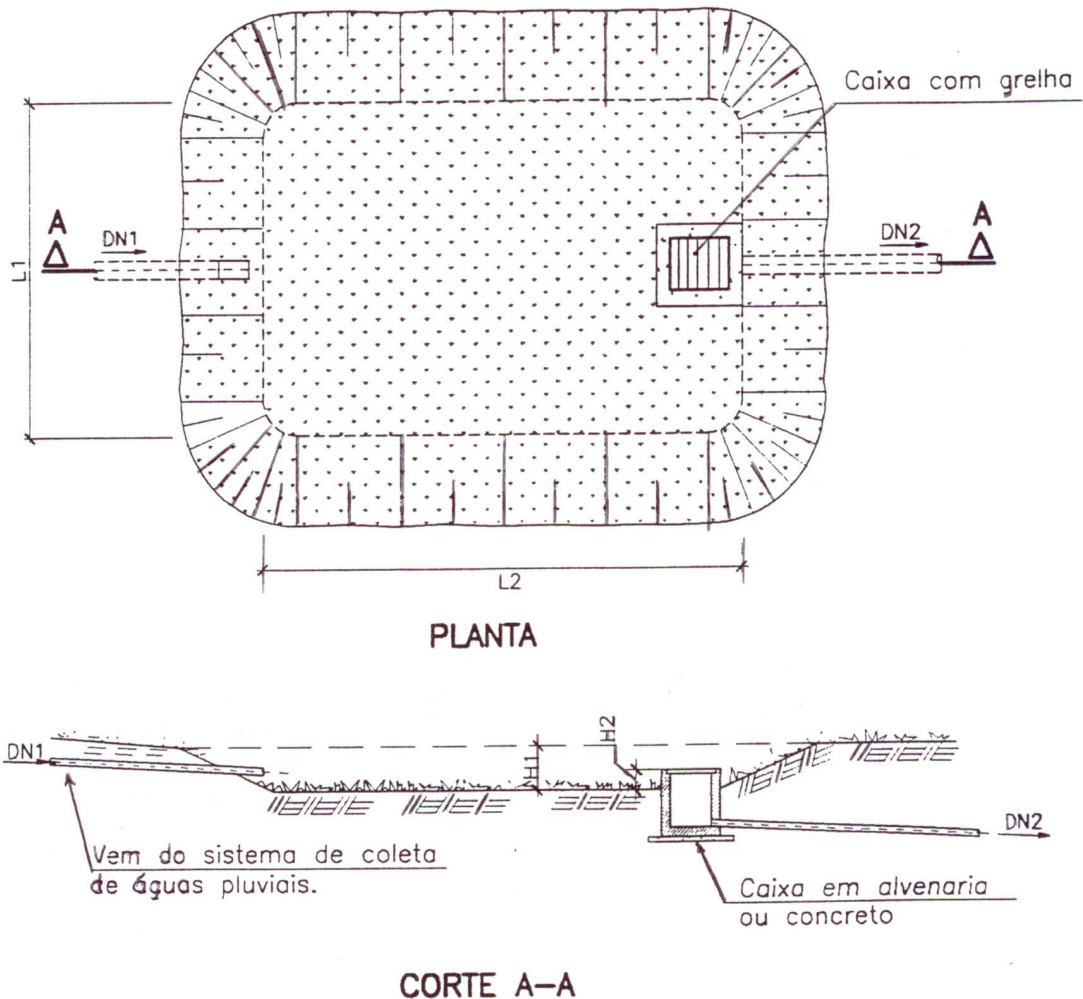 Caixa com grelha
A
A
DN1
DN2
L1
L2
PLANTA
H2
DN1
H1
DN2
Vem do sistema de coleta
de águas pluviais.
Caixa em alvenaria
ou concreto
CORTE A-A